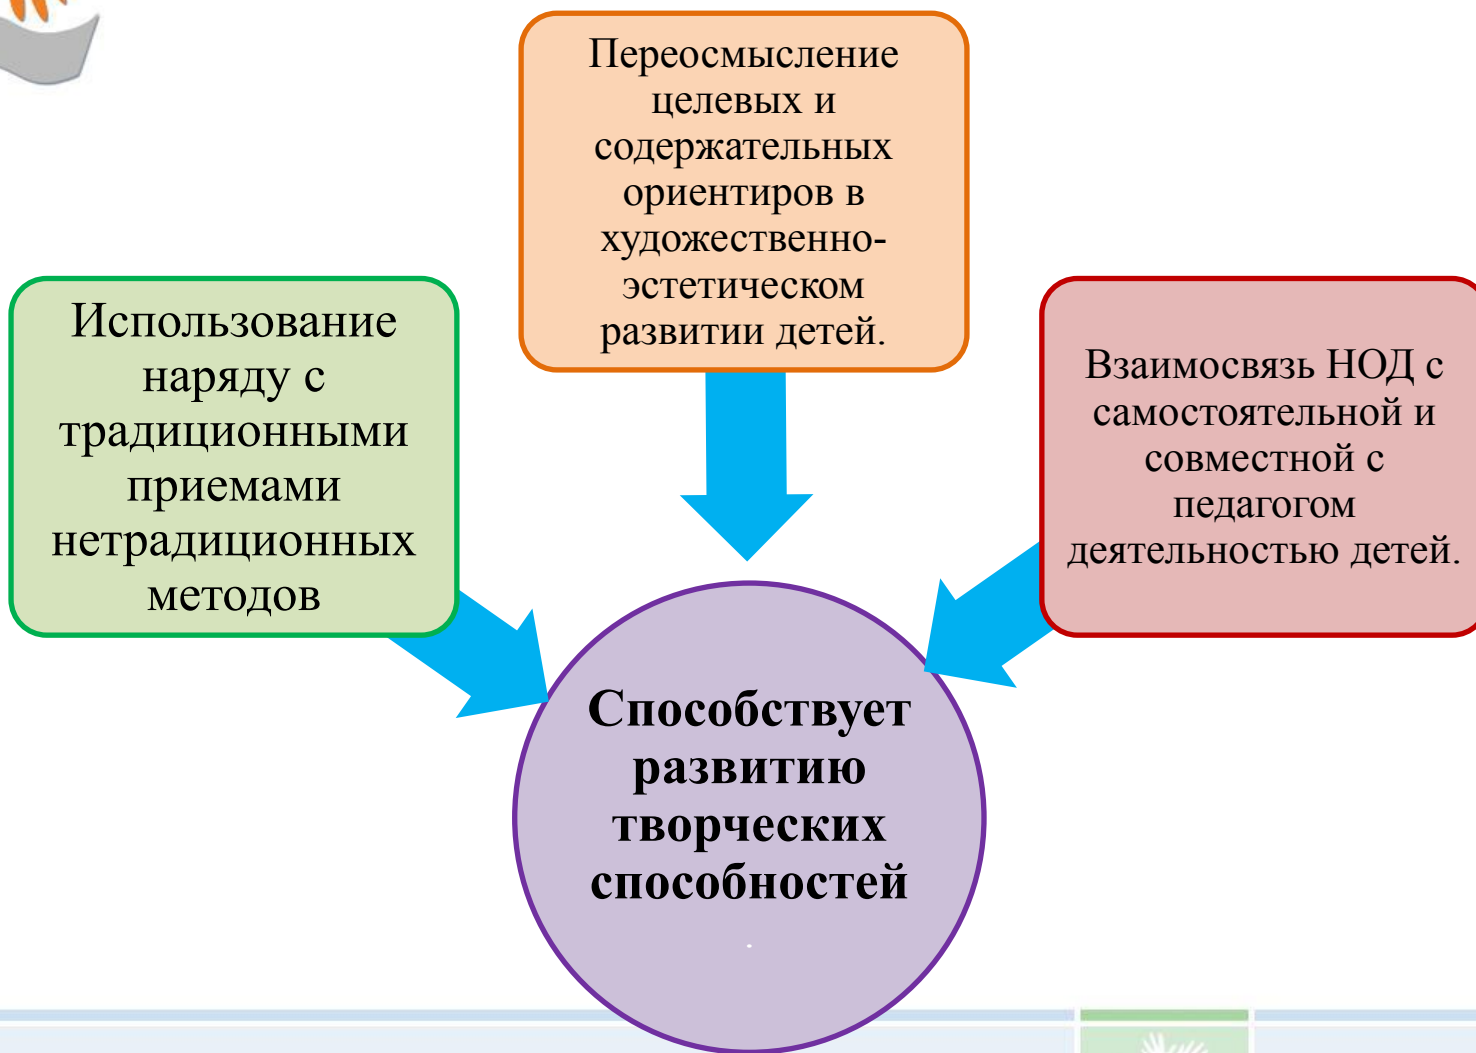 Переосмысление
целевых и
содержательных
ориентиров в
художественно-
эстетическом
развитии детей.
Использование
наряду с
традиционными
приемами
нетрадиционных
методов
Взаимосвязь НОД с
самостоятельной и
совместной с
педагогом
деятельностью детей.
Способствует
развитию
творческих
способностей
.